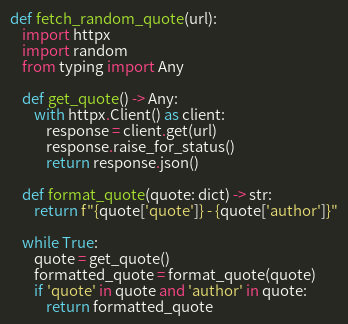 def fetch_random_quote(url):
    import httpx
    import random
    from typing import Any

    def get_quote() -> Any:
        with httpx.Client() as client:
            response = client.get(url)
            response.raise_for_status()
            return response.json()

    def format_quote(quote: dict) -> str:
        return f"{quote['quote']} - {quote['author']}"

    while True:
        quote = get_quote()
        formatted_quote = format_quote(quote)
        if 'quote' in quote and 'author' in quote:
            return formatted_quote